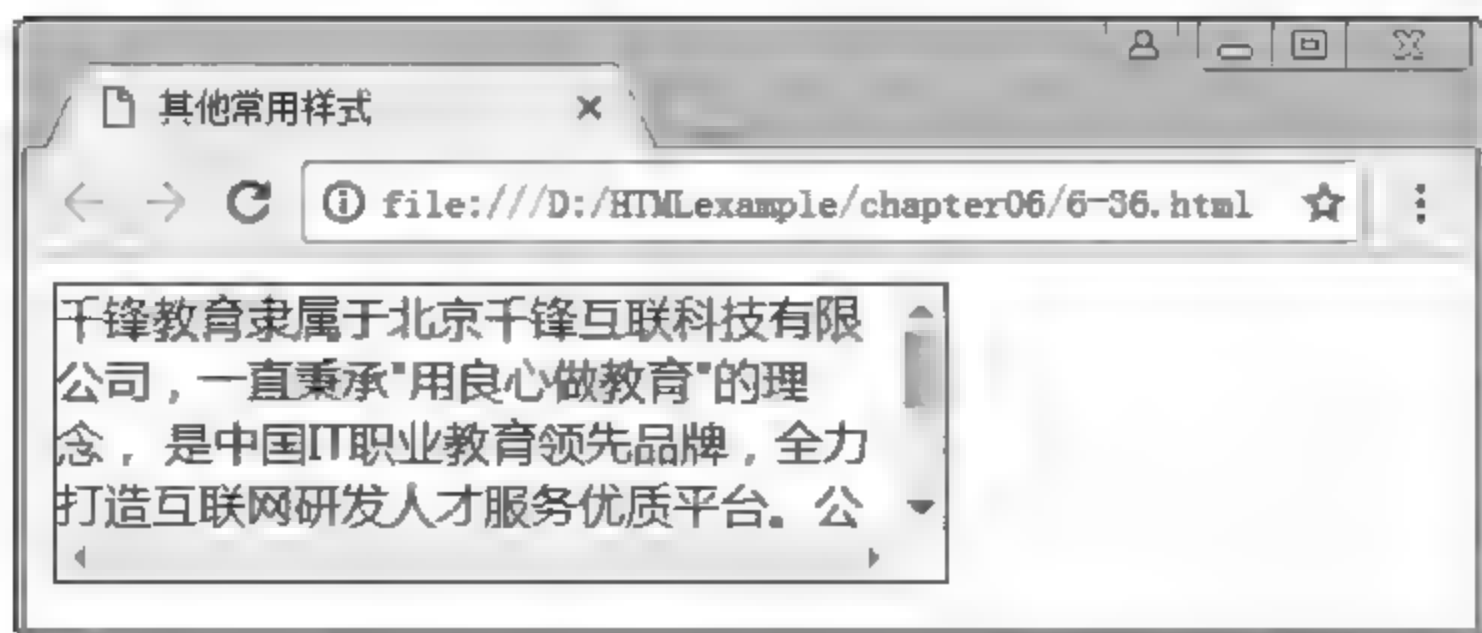 其他常用样式
file:///D:/HTMLexample/chapter06/6-36.html
千锋教育隶属于北京千锋互联科技有限
公司，一直秉承"用良心做教育"的理
念，是中国IT职业教育领先品牌，全力
打造互联网研发人才服务优质平台。公